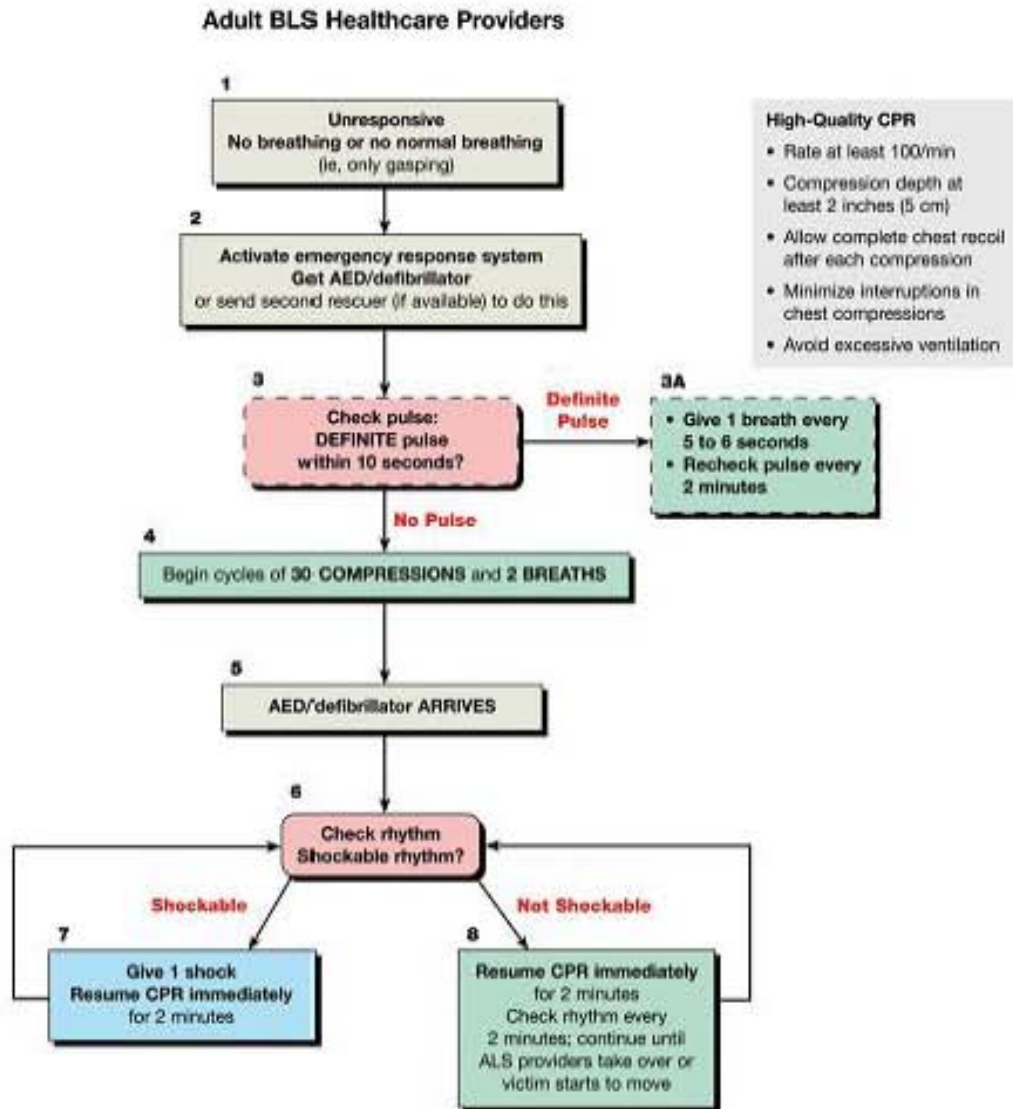 Adult BLS Healthcare Providers
1
Unresponsive
No breathing or no normal breathing
(ie, only gasping)
2
Activate emergency response system
Get AED/defibrillator
or send second rescuer (if available) to do this
High-Quality CPR
• Rate at least 100/min
• Compression depth at
least 2 inches (5 cm)
• Allow complete chest recoil
after each compression
• Minimize interruptions in
chest compressions
• Avoid excessive ventilation
3
Check pulse:
DEFINITE pulse
within 10 seconds?
Definite
Pulse
3A
• Give 1 breath every
5 to 6 seconds
• Recheck pulse every
2 minutes
No Pulse
4
Begin cycles of 30 COMPRESSIONS and 2 BREATHS
5
AED/defibrillator ARRIVES
6
Check rhythm
Shockable rhythm?
Shockable
Not Shockable
7
Give 1 shock
Resume CPR immediately
for 2 minutes
8
Resume CPR immediately
for 2 minutes
Check rhythm every
2 minutes; continue until
ALS providers take over or
victim starts to move